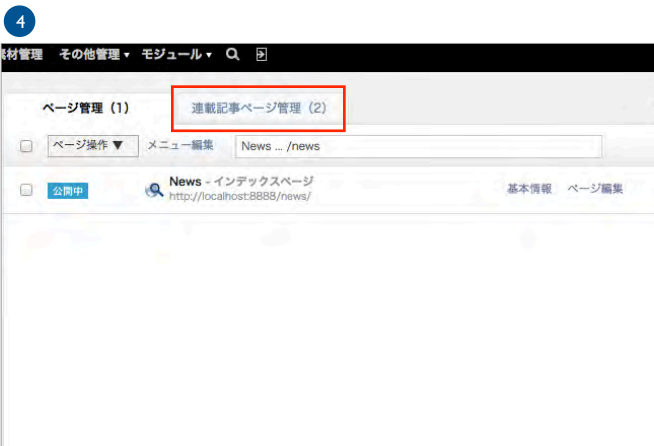 4
素材管理 その他管理▼ モジュール▼
ページ管理（1） 連載記事ページ管理（2）
ページ操作 ▼ メニュー編集 News ... /news
公開中 News - インデックスページ 基本情報 ページ編集
http://localhost:8888/news/